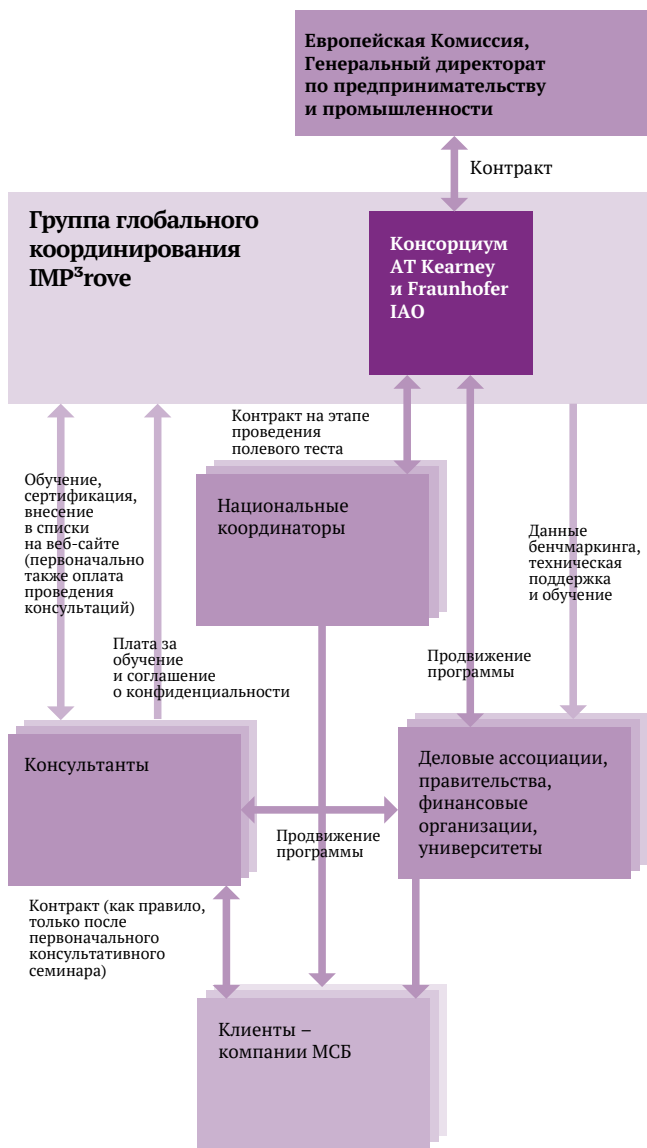 Европейская Комиссия,
Генеральный директорат
по предпринимательству
и промышленности
Контракт
Группа глобального
координирования
IMP³rove
Консорциум
AT Kearney
и Fraunhofer
IAO
Контракт на этапе
проведения
полевого теста
Обучение,
сертификация,
внесение
в списки
на веб-сайте
(первоначально
также оплата
проведения
консультаций)
Национальные
координаторы
Данные
бенчмаркинга,
техническая
поддержка
и обучение
Плата за
обучение
и соглашение
о конфиденциальности
Продвижение
программы
Консультанты
Деловые ассоциации,
правительства,
финансовые
организации,
университеты
Продвижение
программы
Контракт (как правило,
только после
первоначального
консультативного
семинара)
Клиенты –
компании МСБ